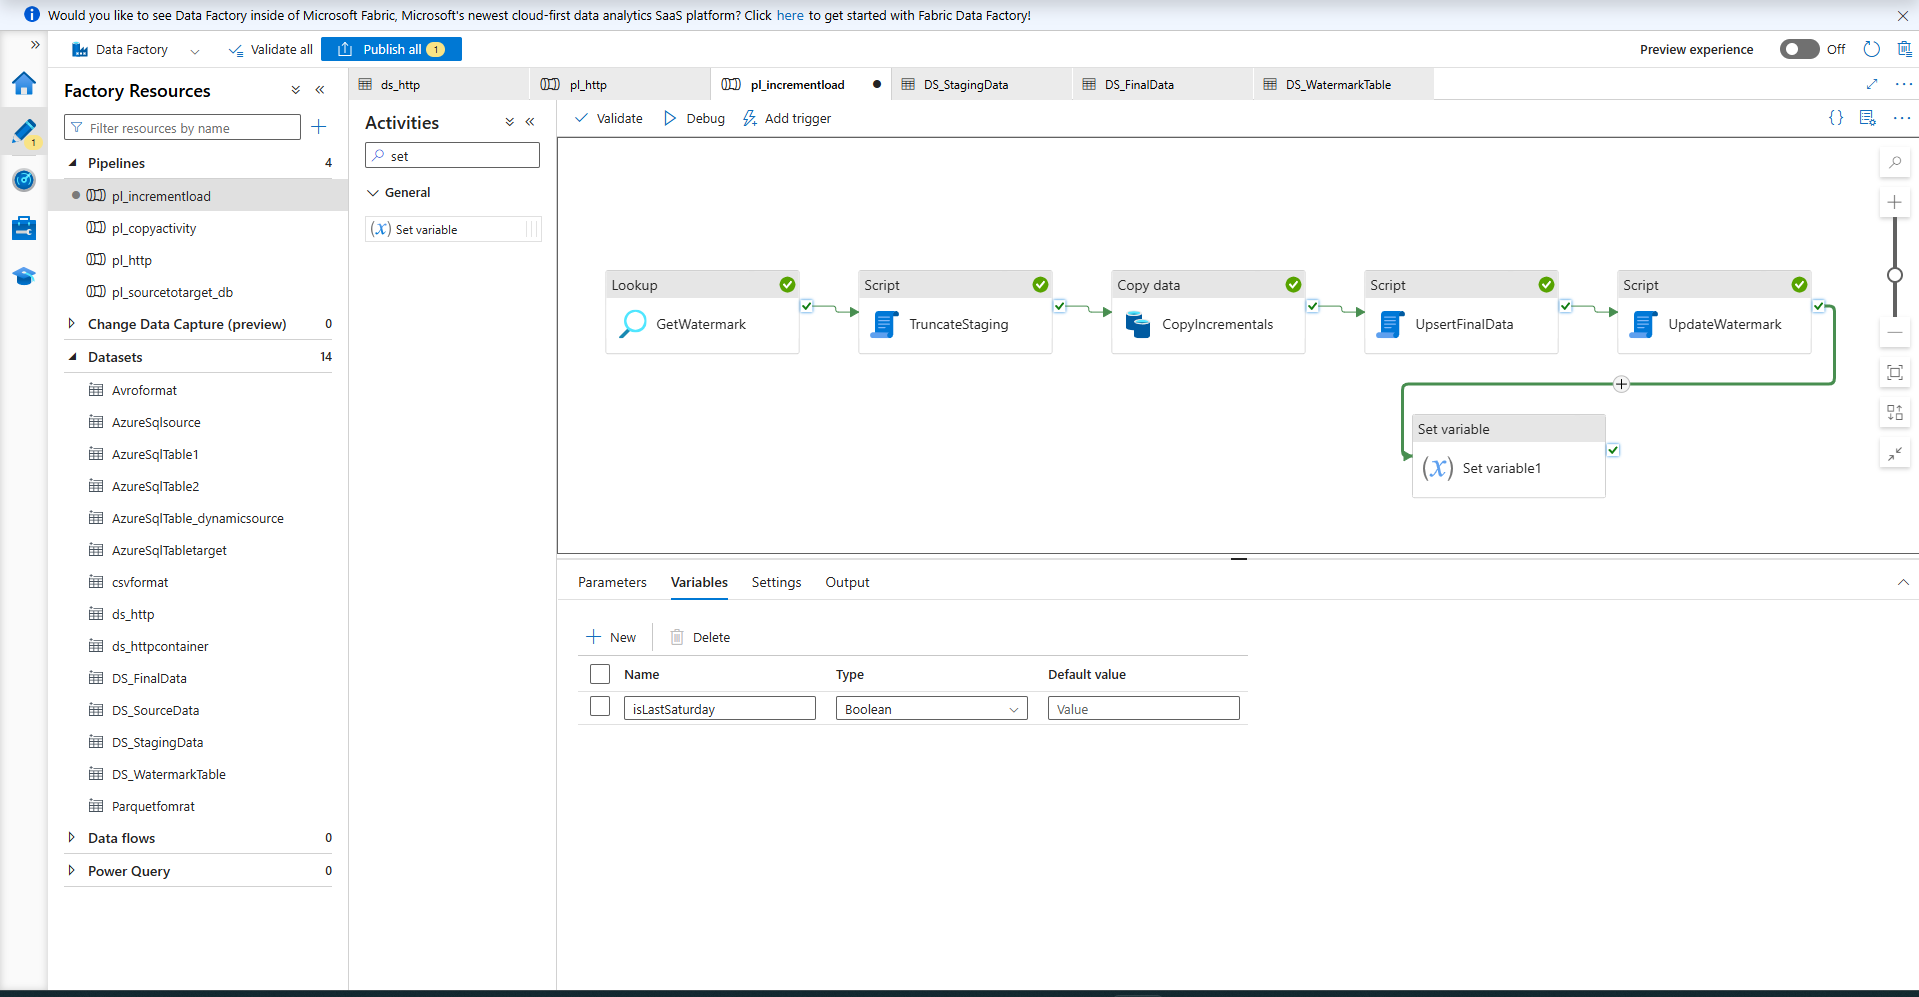 Would you like to see Data Factory inside of Microsoft Fabric, Microsoft's newest cloud-first data analytics SaaS platform? Click here to get started with Fabric Data Factory!
Data Factory
Validate all
Publish all 1
Preview experience
Off
1
Factory Resources
Filter resources by name
Pipelines 4
pl_incrementload
pl_copyactivity
pl_http
pl_sourcetotarget_db
Change Data Capture (preview) 0
Datasets 14
Avroformat
AzureSqlsource
AzureSqlTable1
AzureSqlTable2
AzureSqlTable_dynamicsource
AzureSqlTabletarget
csvformat
ds_http
ds_httpcontainer
DS_FinalData
DS_SourceData
DS_StagingData
DS_WatermarkTable
Parquetfomrat
Data flows 0
Power Query 0
ds_http
pl_http
pl_incrementload
DS_StagingData
DS_FinalData
DS_WatermarkTable
Activities
set
General
(x) Set variable
Validate
Debug
Add trigger
{}
Lookup
GetWatermark
Script
TruncateStaging
Copy data
CopyIncrementals
Script
UpsertFinalData
Script
UpdateWatermark
Set variable
(x) Set variable1
Parameters
Variables
Settings
Output
New
Delete
Name
Type
Default value
isLastSaturday
Boolean
Value